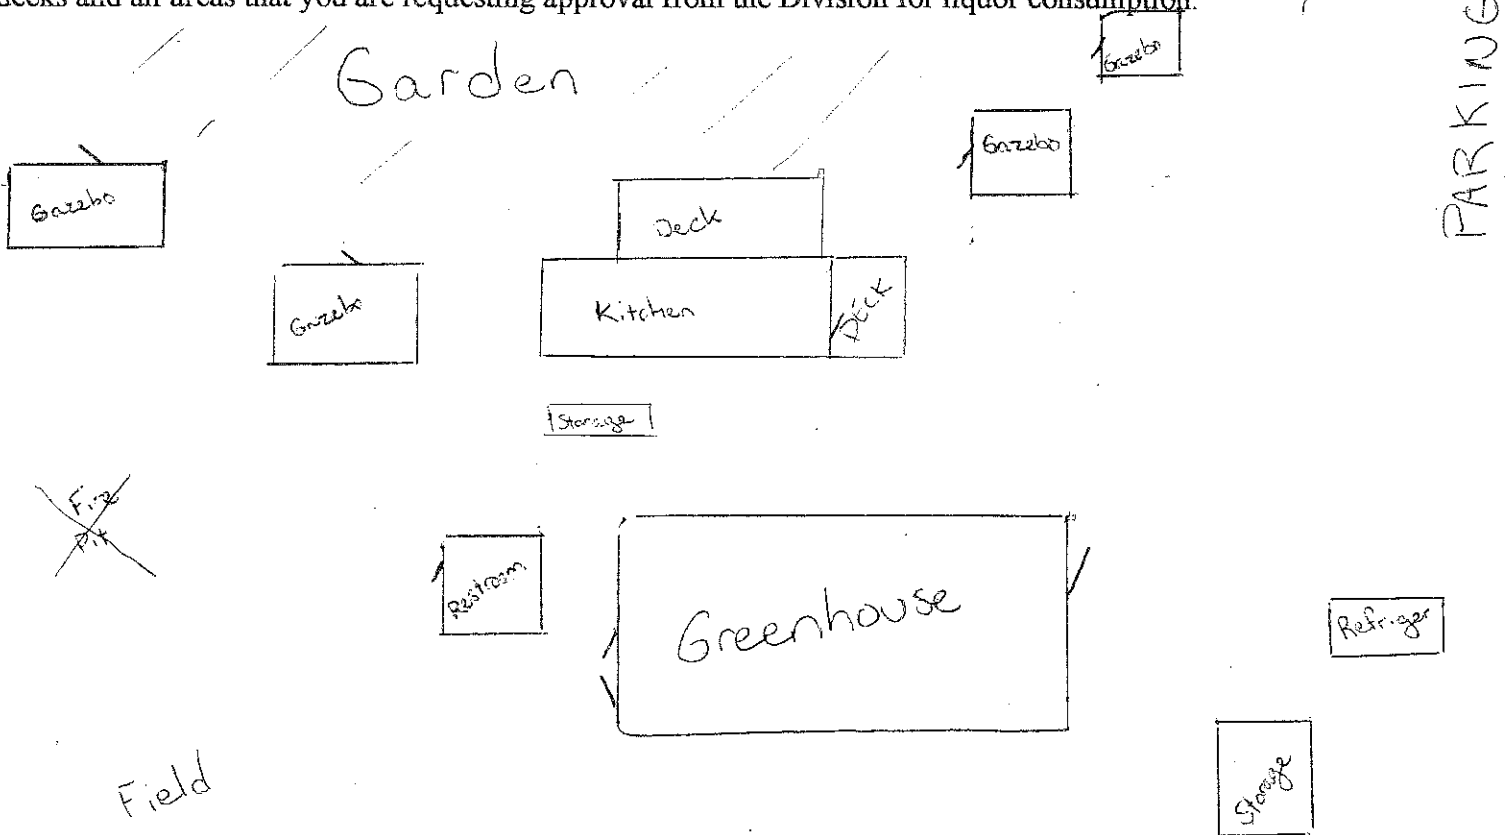 decks and all areas that you are requesting approval from the Division for liquor consumption.
Garden
Gazebo
PARKING
Gazebo
Gazebo
Deck
Gazebo
Kitchen
DECK
Storage
Fire
Pit
Restroom
Greenhouse
Refriger
Storage
Field